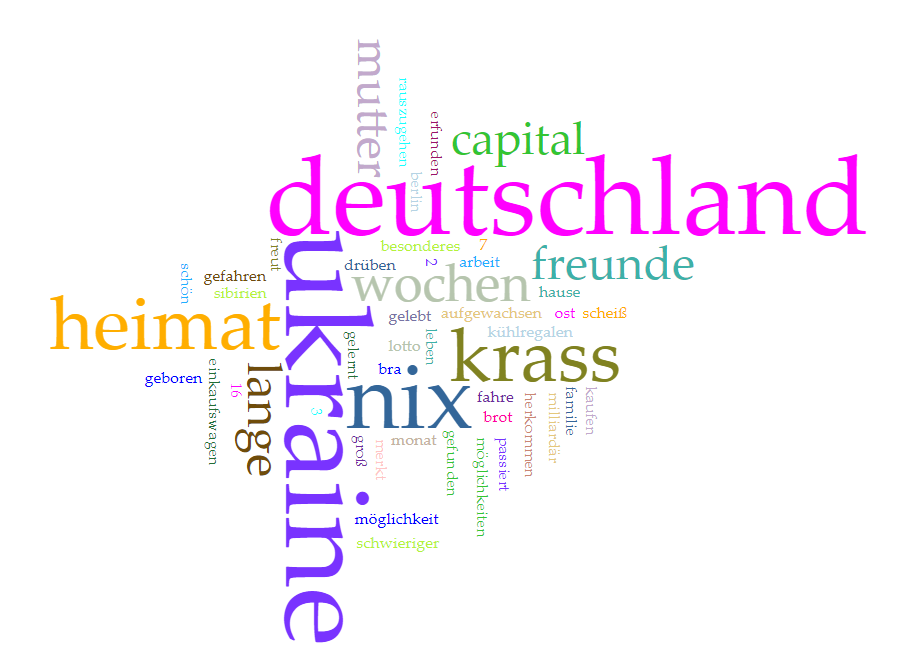 mutter
rauszugehen
erfunden
capital
berlin
deutschland
freut
ukraine
besonderes
7
drüben
2
arbeit
freunde
schön
gefahren
sibirien
wochen
hause
heimat
gelebt
aufgewachsen
ost
scheiß
kühlregalen
gelernt
lotto
leben
krass
geboren
einkaufswagen
16
lange
3
bra
nix
fahre
brot
herkommen
milliardär
familie
kaufen
groß
merkt
monat
gefunden
möglichkeiten
passiert
möglichkeit
schwieriger